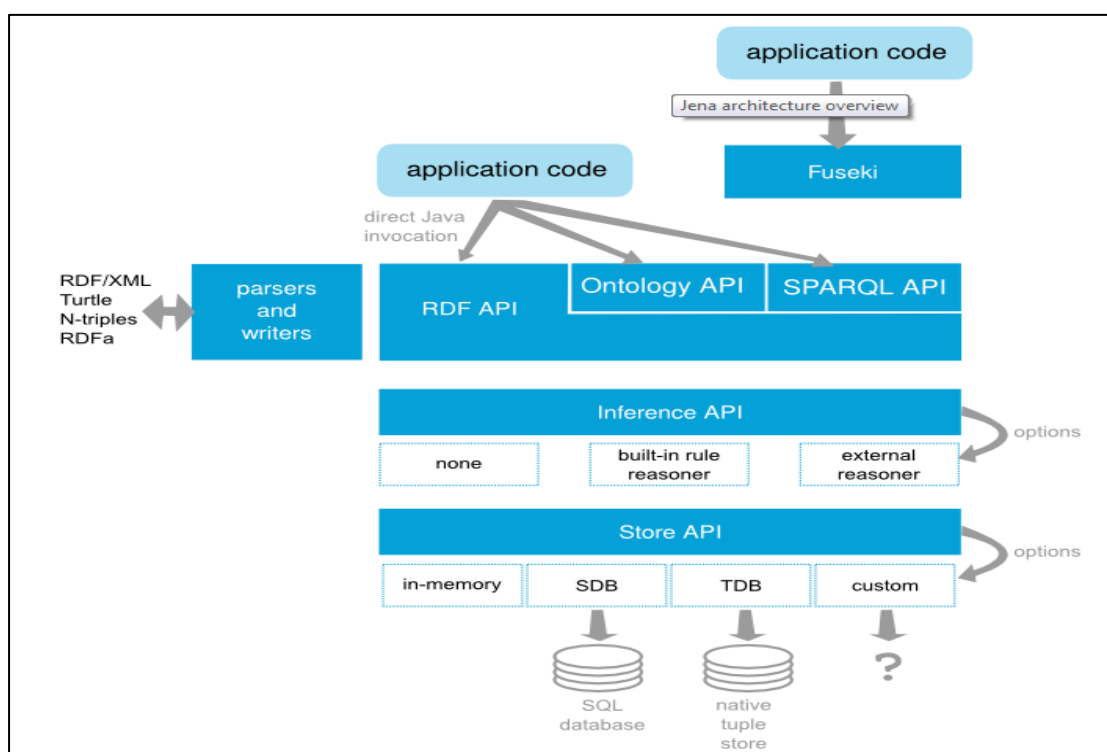 application code
Jena architecture overview
Fuseki
application code
direct Java
invocation
RDF/XML
Turtle
N-triples
RDFa
parsers
and
writers
RDF API
Ontology API
SPARQL API
Inference API
options
none
built-in rule
reasoner
external
reasoner
Store API
options
in-memory
SDB
TDB
custom
SQL
database
native
tuple
store
?